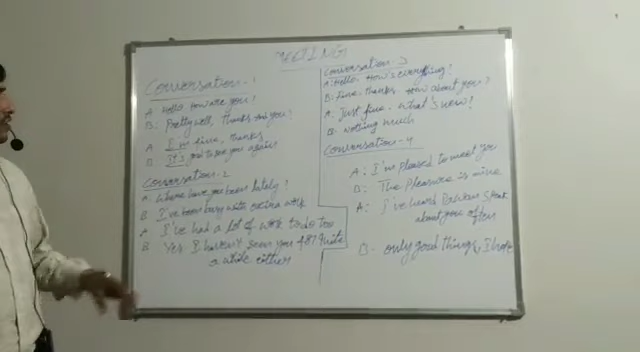 MEETING
Conversation - 1
A Hello How are you?
B: Pretty well, thanks and you?
A I'm fine, thanks
B It's good to see you again!
Conversation - 2
A Where have you been lately?
B I've been busy with extra work
A I've had a lot of work to do too
B Yes I haven't seen you for quite
a while either
Conversation - 3
A: Hello. How's everything?
B: Fine. thanks How about you?
A: Just fine. What's new?
B: nothing much
Conversation - 4
A: I'm pleased to meet you
B: The pleasure is mine
A: I've heard Speak
about you often
B - only good things, I hope